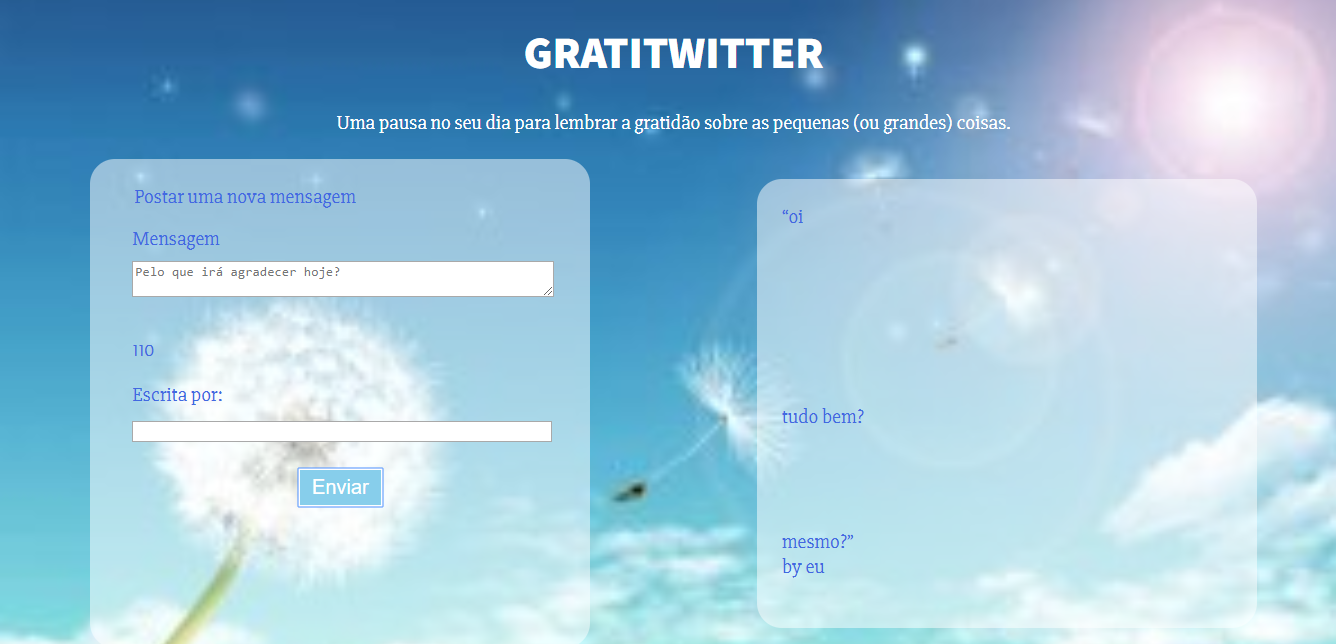 GRATITWITTER
Uma pausa no seu dia para lembrar a gratidão sobre as pequenas (ou grandes) coisas.
Postar uma nova mensagem
Mensagem
Pelo que irá agradecer hoje?
110
Escrita por:
Enviar
“oi
tudo bem?
mesmo?”
by eu